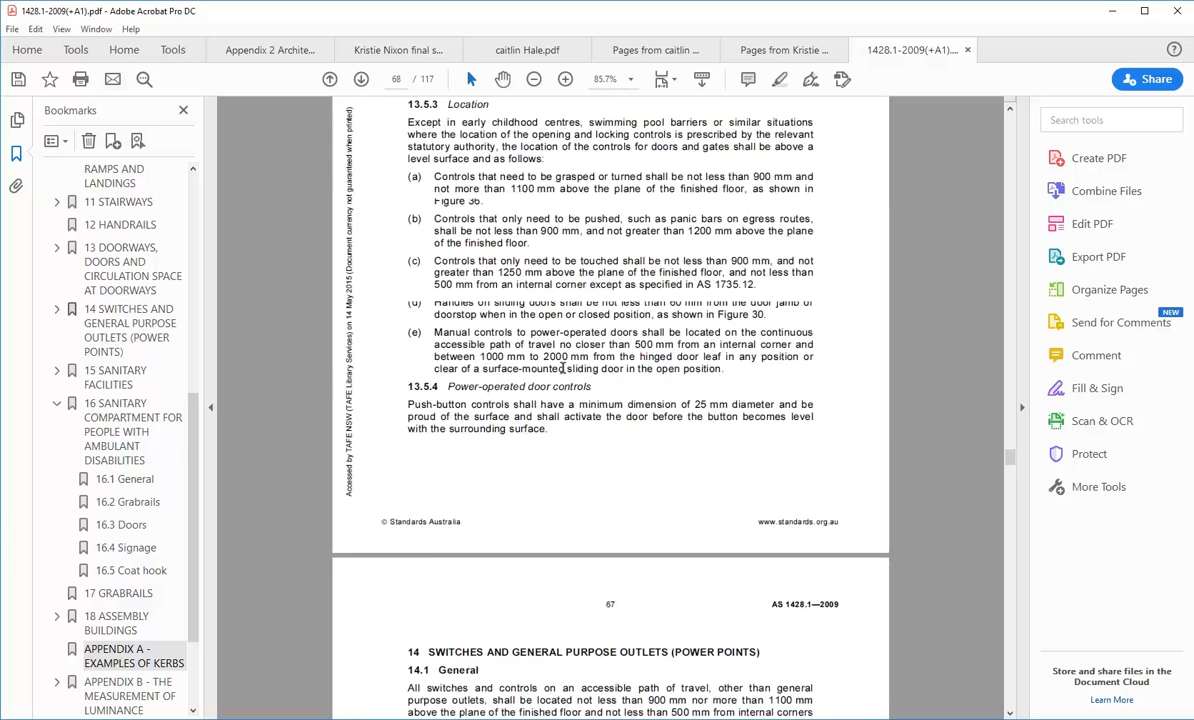 1428.1-2009(+A1).pdf - Adobe Acrobat Pro DC
File Edit View Window Help
Home Tools Home Tools Appendix 2 Archite... Kristie Nixon final s... caitlin Hale.pdf Pages from caitlin ... Pages from Kristie ... 1428.1-2009(+A1).... ×
68 / 117 85.7% Share
Bookmarks
RAMPS AND
LANDINGS
11 STAIRWAYS
12 HANDRAILS
13 DOORWAYS,
DOORS AND
CIRCULATION SPACE
AT DOORWAYS
14 SWITCHES AND
GENERAL PURPOSE
OUTLETS (POWER
POINTS)
15 SANITARY
FACILITIES
16 SANITARY
COMPARTMENT FOR
PEOPLE WITH
AMBULANT
DISABILITIES
16.1 General
16.2 Grabrails
16.3 Doors
16.4 Signage
16.5 Coat hook
17 GRABRAILS
18 ASSEMBLY
BUILDINGS
APPENDIX A -
EXAMPLES OF KERBS
APPENDIX B - THE
MEASUREMENT OF
LUMINANCE
Accessed by TAFE NSW (TAFE Library Services) on 14 May 2015 (Document currency not guaranteed when printed)
13.5.3 Location
Except in early childhood centres, swimming pool barriers or similar situations
where the location of the opening and locking controls is prescribed by the relevant
statutory authority, the location of the controls for doors and gates shall be above a
level surface and as follows:
(a) Controls that need to be grasped or turned shall be not less than 900 mm and
not more than 1100 mm above the plane of the finished floor, as shown in
Figure 36.
(b) Controls that only need to be pushed, such as panic bars on egress routes,
shall be not less than 900 mm, and not greater than 1200 mm above the plane
of the finished floor.
(c) Controls that only need to be touched shall be not less than 900 mm, and not
greater than 1250 mm above the plane of the finished floor, and not less than
500 mm from an internal corner except as specified in AS 1735.12.
(d) Handles on sliding doors shall be not less than 60 mm from the door jamb or
doorstop when in the open or closed position, as shown in Figure 30.
(e) Manual controls to power-operated doors shall be located on the continuous
accessible path of travel no closer than 500 mm from an internal corner and
between 1000 mm to 2000 mm from the hinged door leaf in any position or
clear of a surface-mounted sliding door in the open position.
13.5.4 Power-operated door controls
Push-button controls shall have a minimum dimension of 25 mm diameter and be
proud of the surface and shall activate the door before the button becomes level
with the surrounding surface.
© Standards Australia www.standards.org.au
67 AS 1428.1—2009
14 SWITCHES AND GENERAL PURPOSE OUTLETS (POWER POINTS)
14.1 General
All switches and controls on an accessible path of travel, other than general
purpose outlets, shall be located not less than 900 mm nor more than 1100 mm
above the plane of the finished floor and not less than 500 mm from internal corners
Search tools
Create PDF
Combine Files
Edit PDF
Export PDF
Organize Pages
NEW
Send for Comments
Comment
Fill & Sign
Scan & OCR
Protect
More Tools
Store and share files in the
Document Cloud
Learn More